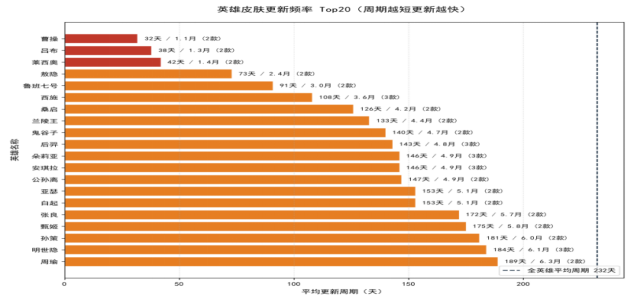 英雄皮肤更新频率 Top20（周期越短更新越快）
曹操 32天 / 1.1月 (2款)
吕布 38天 / 1.3月 (2款)
莱西奥 42天 / 1.4月 (2款)
敖隐 73天 / 2.4月 (2款)
鲁班七号 91天 / 3.0月 (2款)
西施 108天 / 3.6月 (3款)
桑启 126天 / 4.2月 (2款)
兰陵王 133天 / 4.4月 (2款)
鬼谷子 140天 / 4.7月 (2款)
后羿 143天 / 4.8月 (3款)
朵莉亚 146天 / 4.9月 (3款)
安琪拉 146天 / 4.9月 (3款)
公孙离 147天 / 4.9月 (2款)
亚瑟 153天 / 5.1月 (2款)
白起 153天 / 5.1月 (2款)
张良 172天 / 5.7月 (2款)
甄姬 175天 / 5.8月 (2款)
孙策 181天 / 6.0月 (2款)
明世隐 184天 / 6.1月 (3款)
周瑜 189天 / 6.3月 (2款)
英雄名称
全英雄平均周期 232天
0 50 100 150 200
平均更新周期（天）